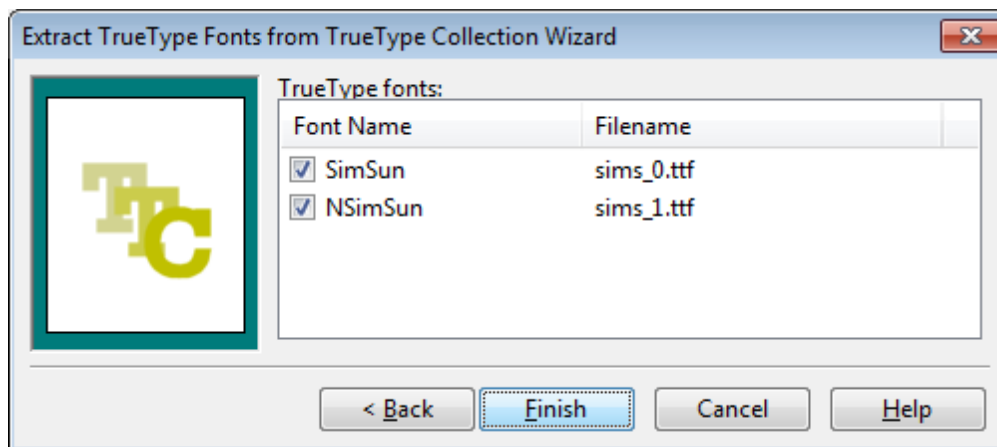 Extract TrueType Fonts from TrueType Collection Wizard
TTC
TrueType fonts:
Font Name Filename
SimSun sims_0.ttf
NSimSun sims_1.ttf
< Back Finish Cancel Help